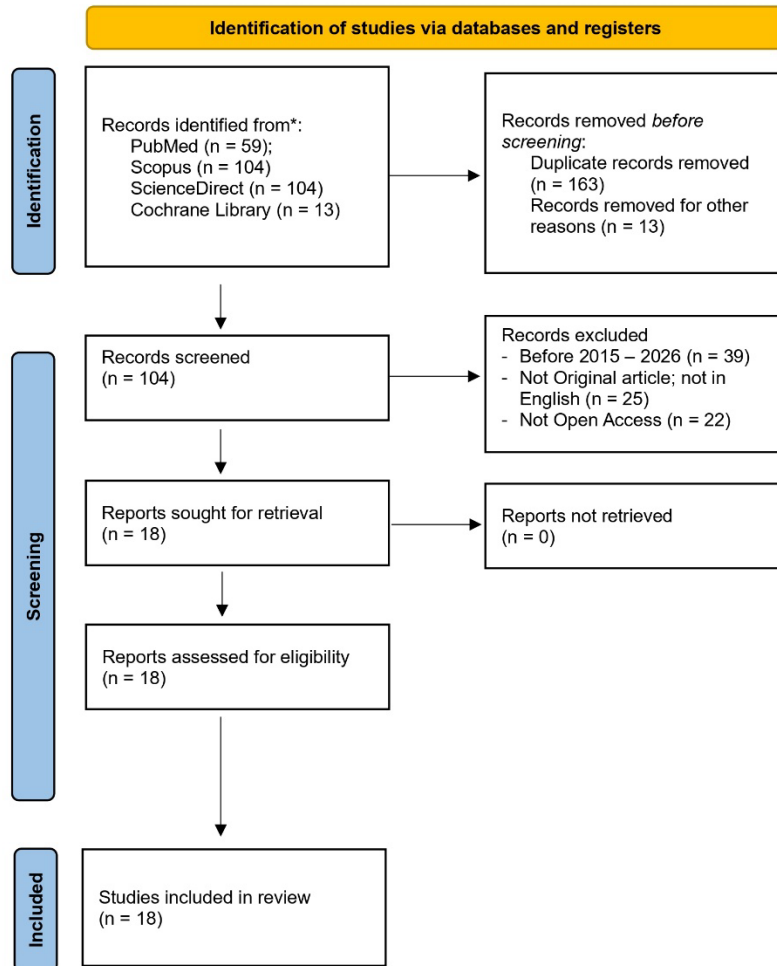 Identification of studies via databases and registers
Identification
Records identified from*:
PubMed (n = 59);
Scopus (n = 104)
ScienceDirect (n = 104)
Cochrane Library (n = 13)
Records removed before
screening:
Duplicate records removed
(n = 163)
Records removed for other
reasons (n = 13)
Screening
Records screened
(n = 104)
Records excluded
- Before 2015 – 2026 (n = 39)
- Not Original article; not in
English (n = 25)
- Not Open Access (n = 22)
Reports sought for retrieval
(n = 18)
Reports not retrieved
(n = 0)
Reports assessed for eligibility
(n = 18)
Included
Studies included in review
(n = 18)